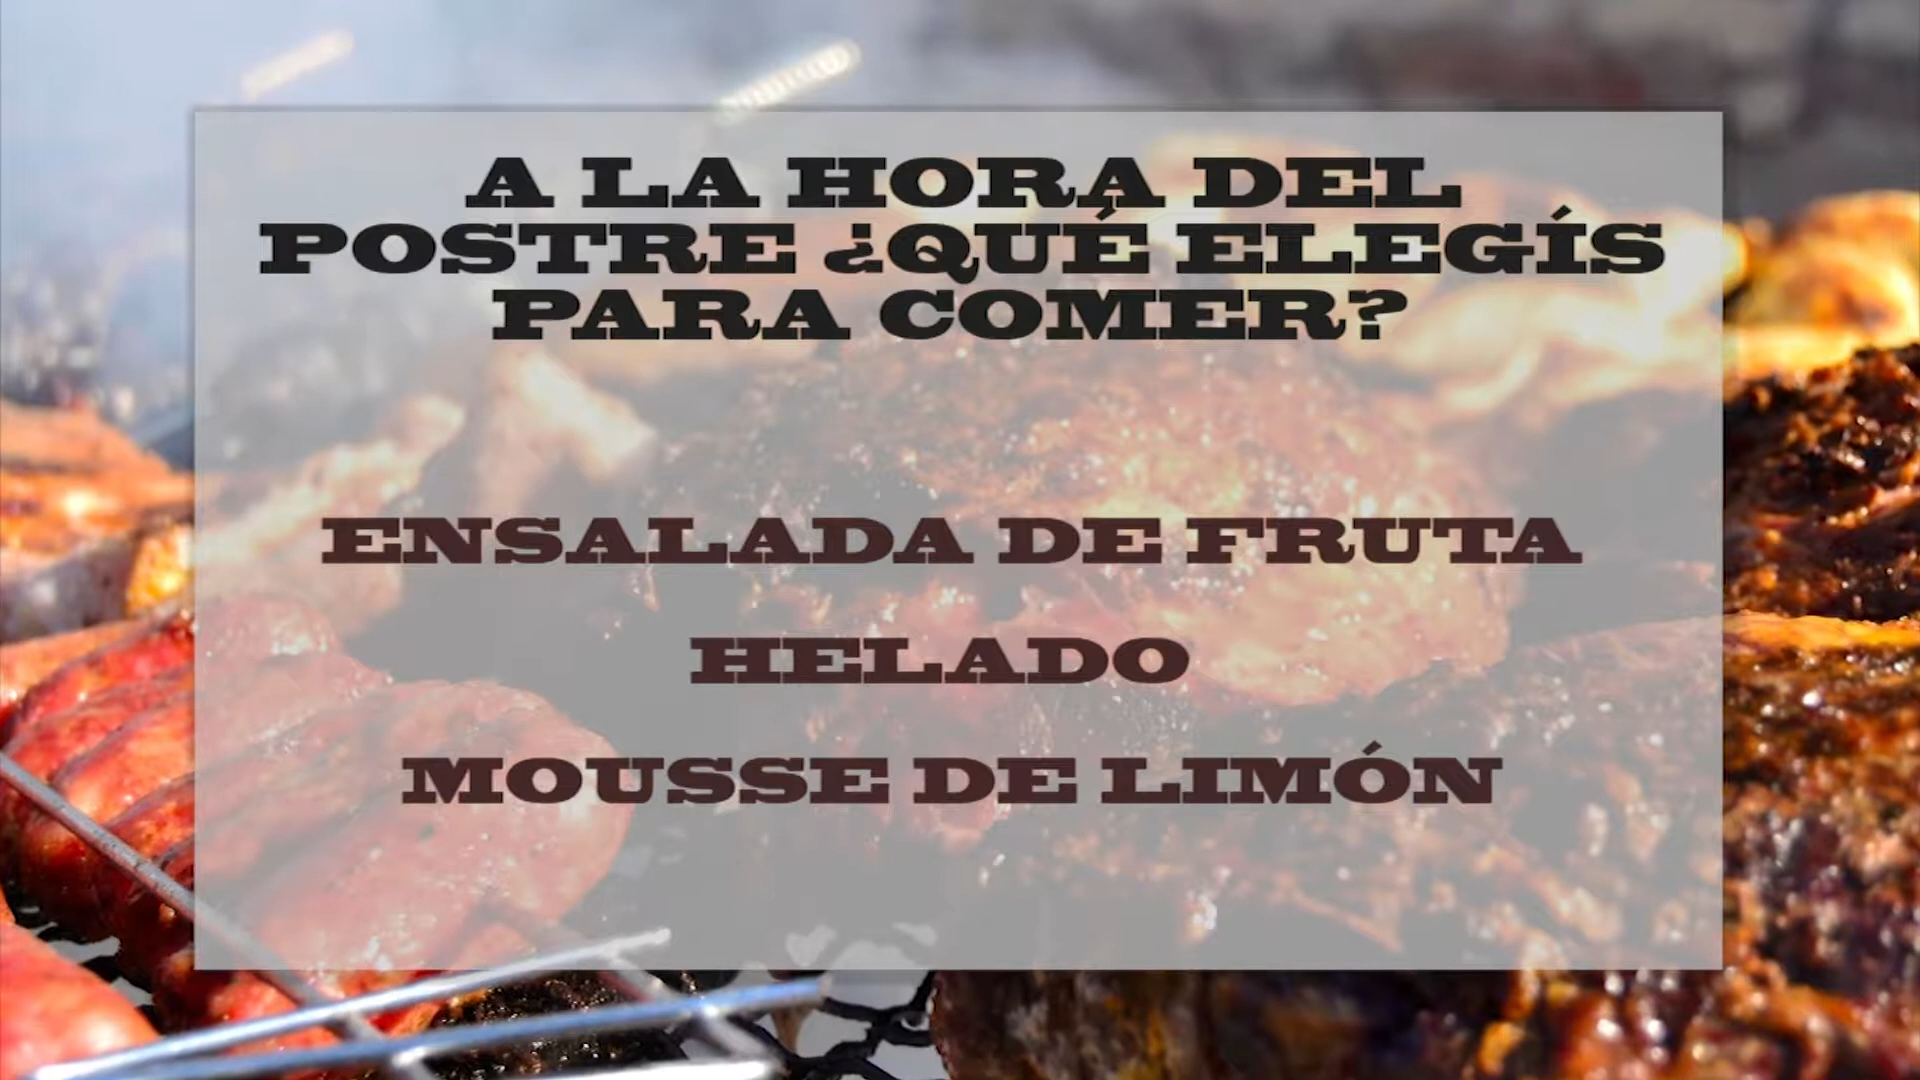 A LA HORA DEL
POSTRE ¿QUÉ ELEGÍS
PARA COMER?
ENSALADA DE FRUTA
HELADO
MOUSSE DE LIMÓN